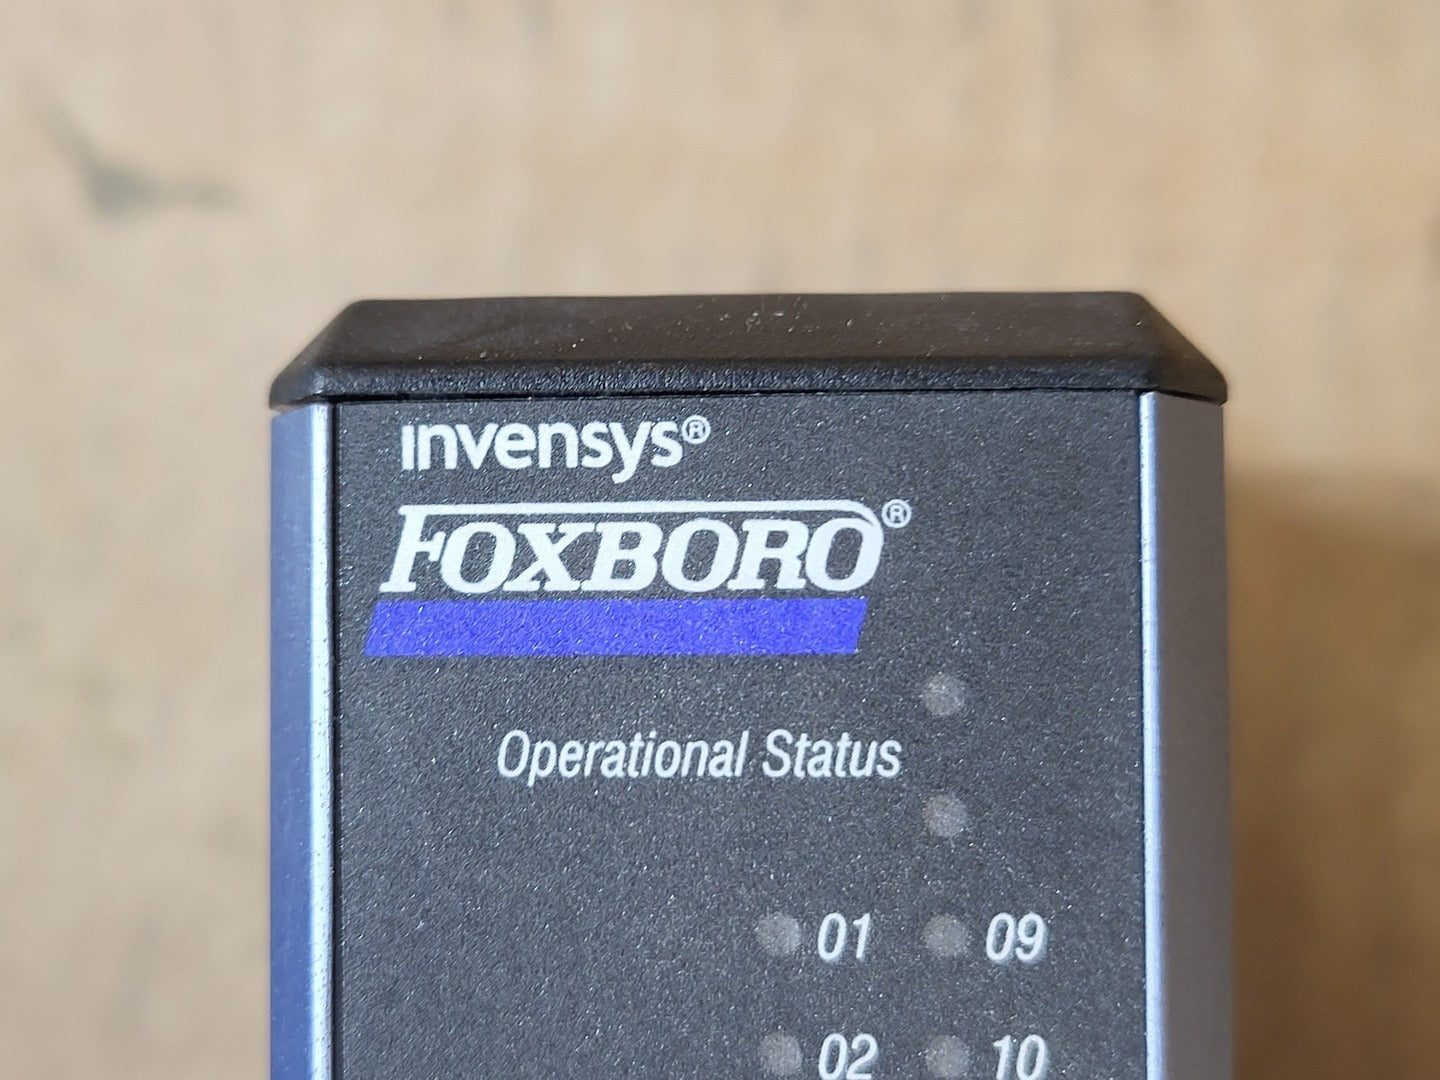 invensys®
FOXBORO®
Operational Status
01 09
02 10